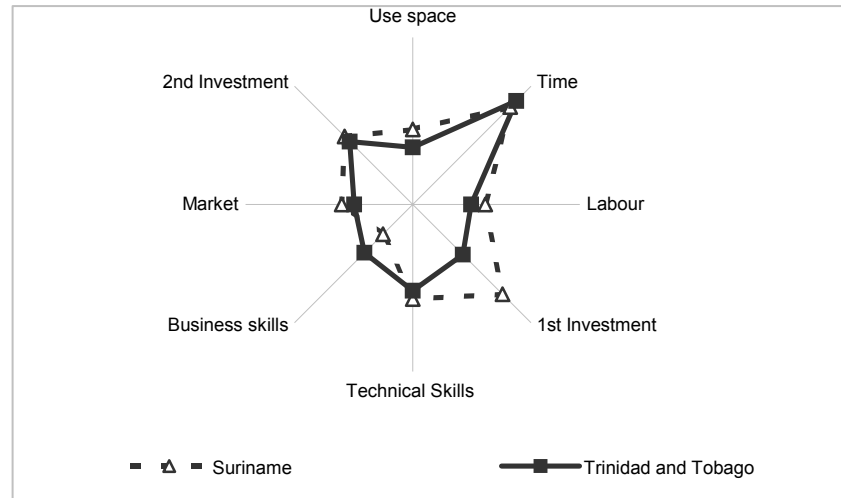 Use space
2nd Investment
Time
Market
Labour
Business skills
1st Investment
Technical Skills
Suriname
Trinidad and Tobago